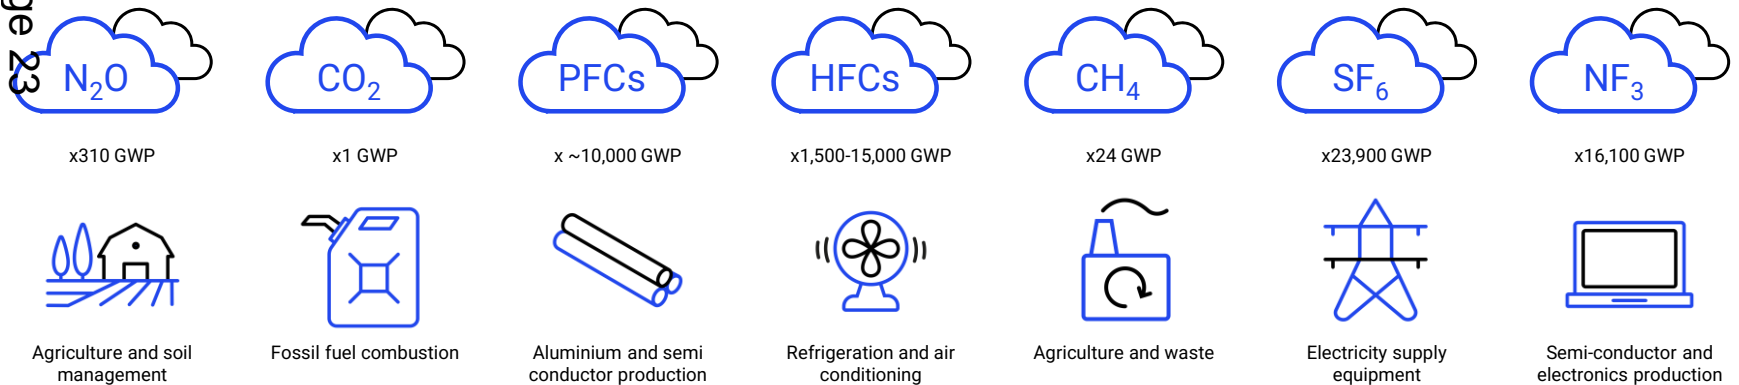 ge 23
N₂O
CO₂
PFCs
HFCs
CH₄
SF₆
NF₃
x310 GWP
x1 GWP
x ~10,000 GWP
x1,500-15,000 GWP
x24 GWP
x23,900 GWP
x16,100 GWP
Agriculture and soil
management
Fossil fuel combustion
Aluminium and semi
conductor production
Refrigeration and air
conditioning
Agriculture and waste
Electricity supply
equipment
Semi-conductor and
electronics production